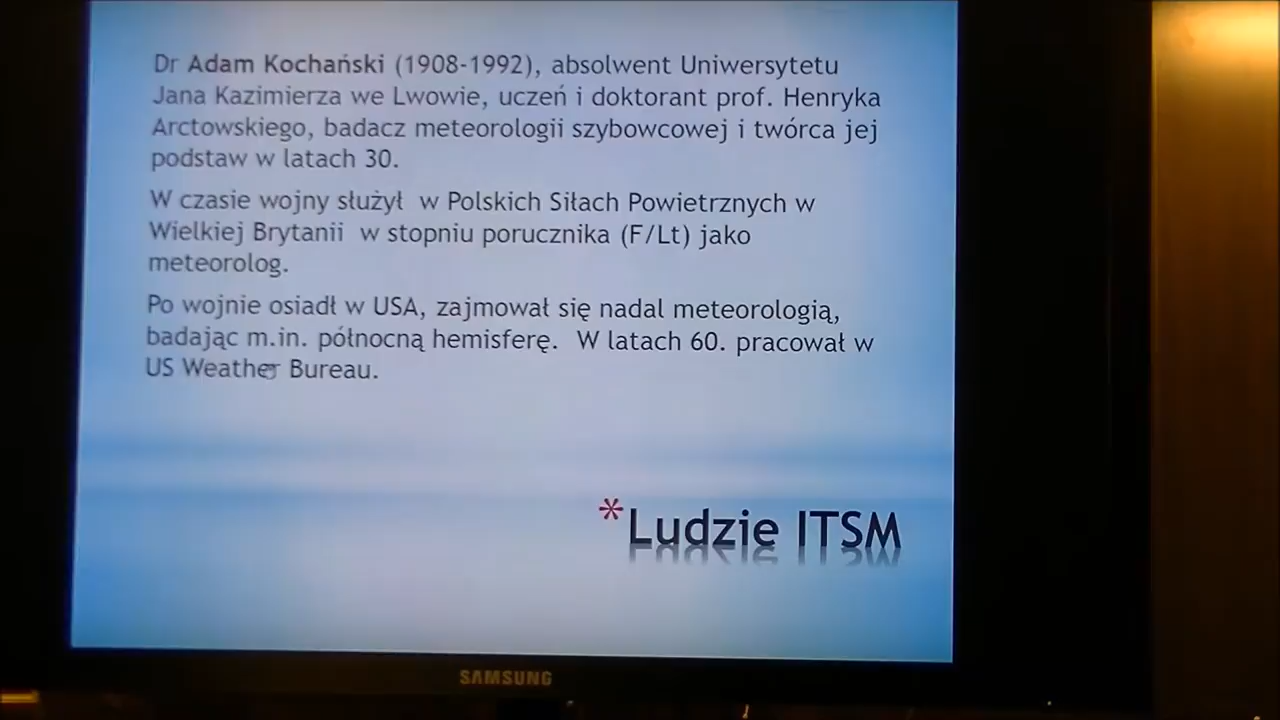 Dr Adam Kochański (1908-1992), absolwent Uniwersytetu
Jana Kazimierza we Lwowie, uczeń i doktorant prof. Henryka
Arctowskiego, badacz meteorologii szybowcowej i twórca jej
podstaw w latach 30.
W czasie wojny służył w Polskich Siłach Powietrznych w
Wielkiej Brytanii w stopniu porucznika (F/Lt) jako
meteorolog.
Po wojnie osiadł w USA, zajmował się nadal meteorologią,
badając m.in. północną hemisferę. W latach 60. pracował w
US Weather Bureau.
*Ludzie ITSM
SAMSUNG